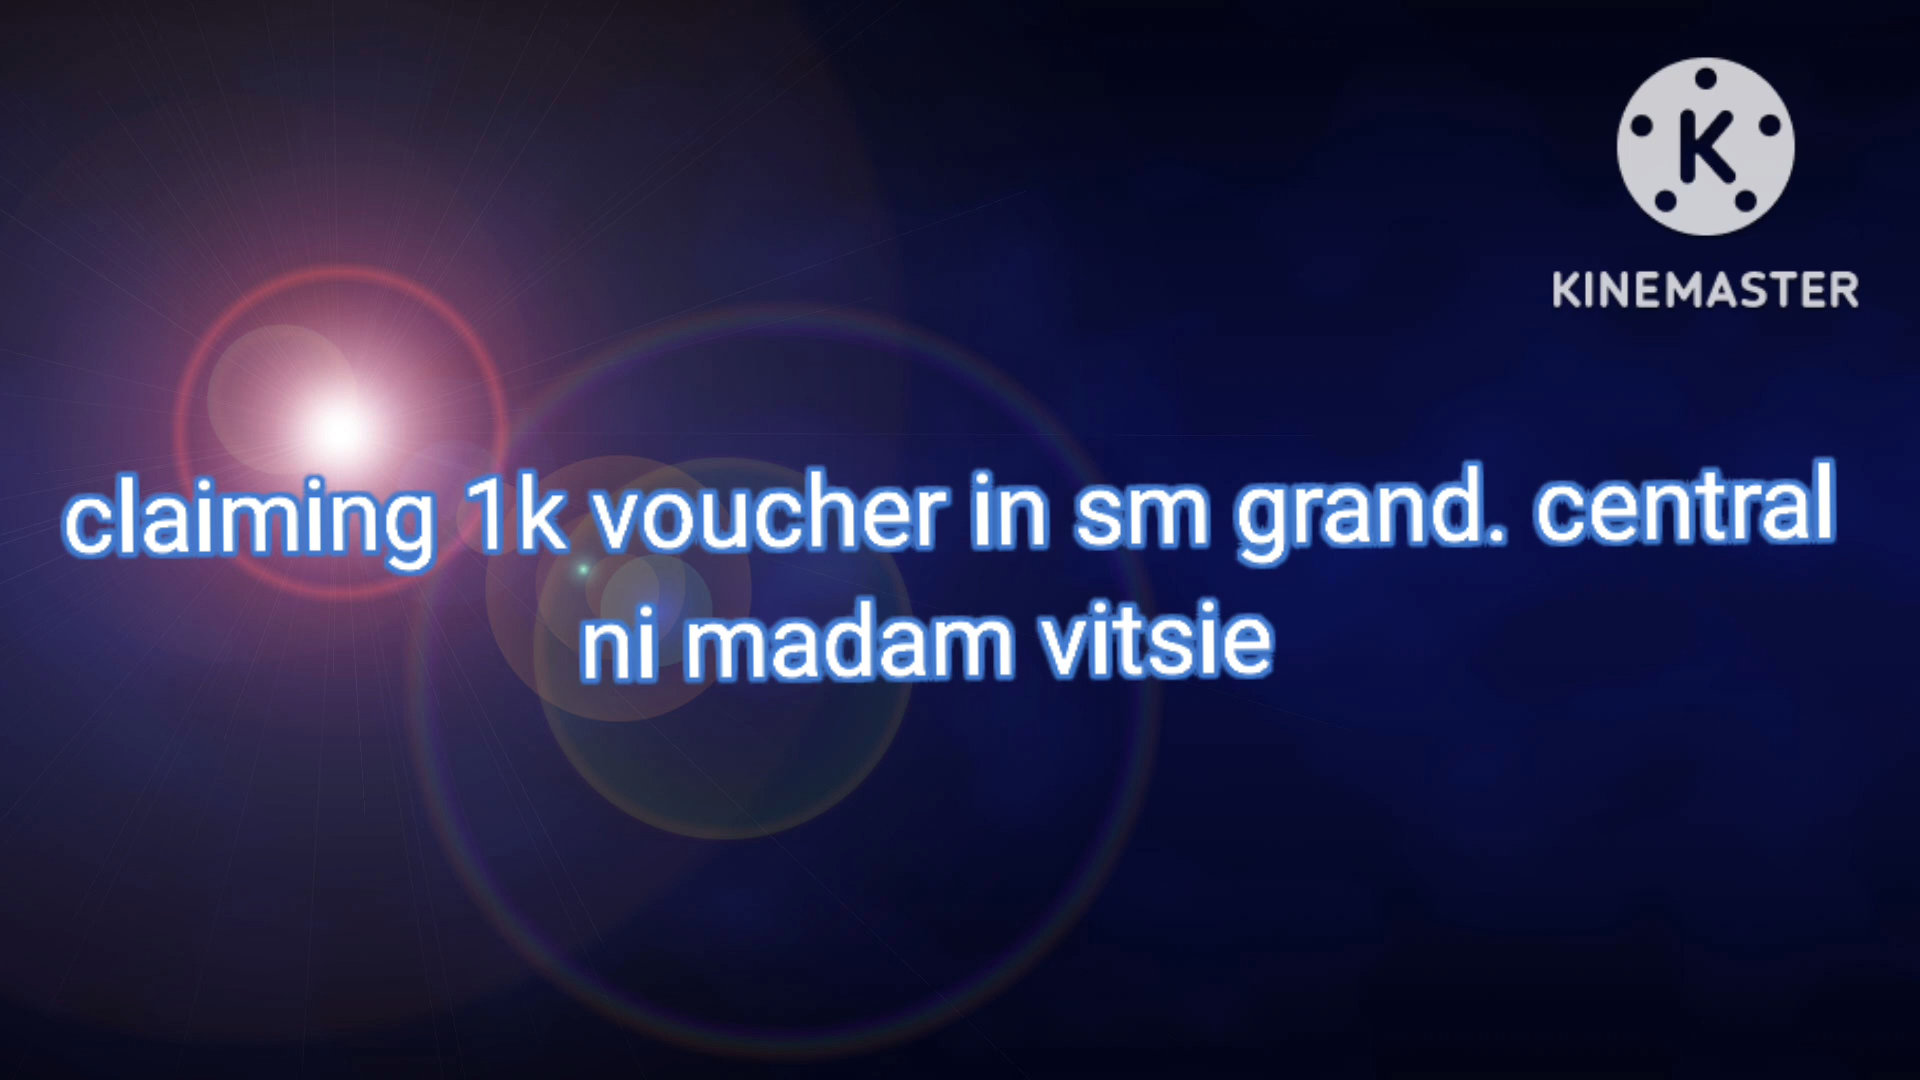 K
KINEMASTER
claiming 1k voucher in sm grand. central
ni madam vitsie